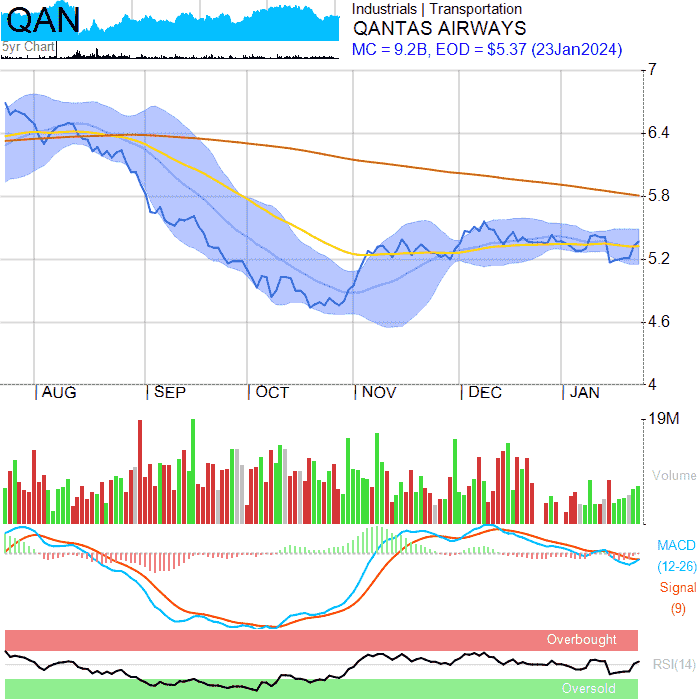 QAN
5yr Chart
Industrials | Transportation
QANTAS AIRWAYS
MC = 9.2B, EOD = $5.37 (23Jan2024)
7
6.4
5.8
5.2
4.6
4
| AUG | SEP | OCT | NOV | DEC | JAN
19M
Volume
MACD
(12-26)
Signal
(9)
Overbought
RSI(14)
Oversold